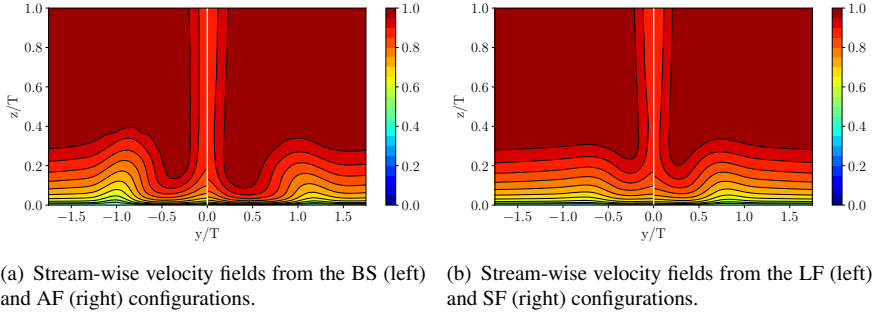 1.0
0.8
0.6
0.4
0.2
0.0
z/T
−1.5 −1.0 −0.5 0.0 0.5 1.0 1.5
y/T
1.0
0.8
0.6
0.4
0.2
0.0
1.0
0.8
0.6
0.4
0.2
0.0
z/T
−1.5 −1.0 −0.5 0.0 0.5 1.0 1.5
y/T
1.0
0.8
0.6
0.4
0.2
0.0
(a) Stream-wise velocity fields from the BS (left)
and AF (right) configurations.
(b) Stream-wise velocity fields from the LF (left)
and SF (right) configurations.